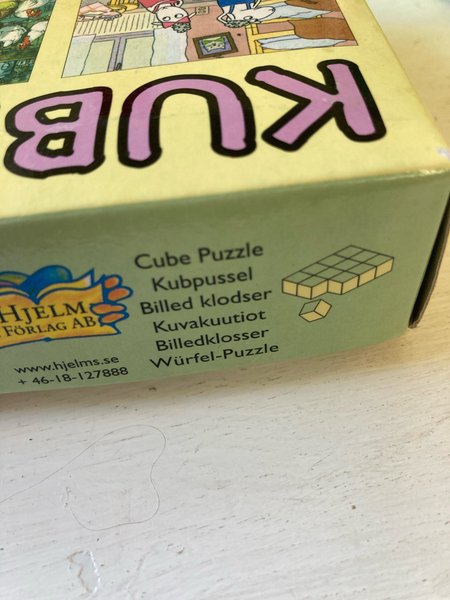 KUB
Cube Puzzle
Kubpussel
Billed klodser
Kuvakuutiot
Billedklosser
Würfel-Puzzle
HJELM
FÖRLAG AB
www.hjelms.se
+ 46-18-127888